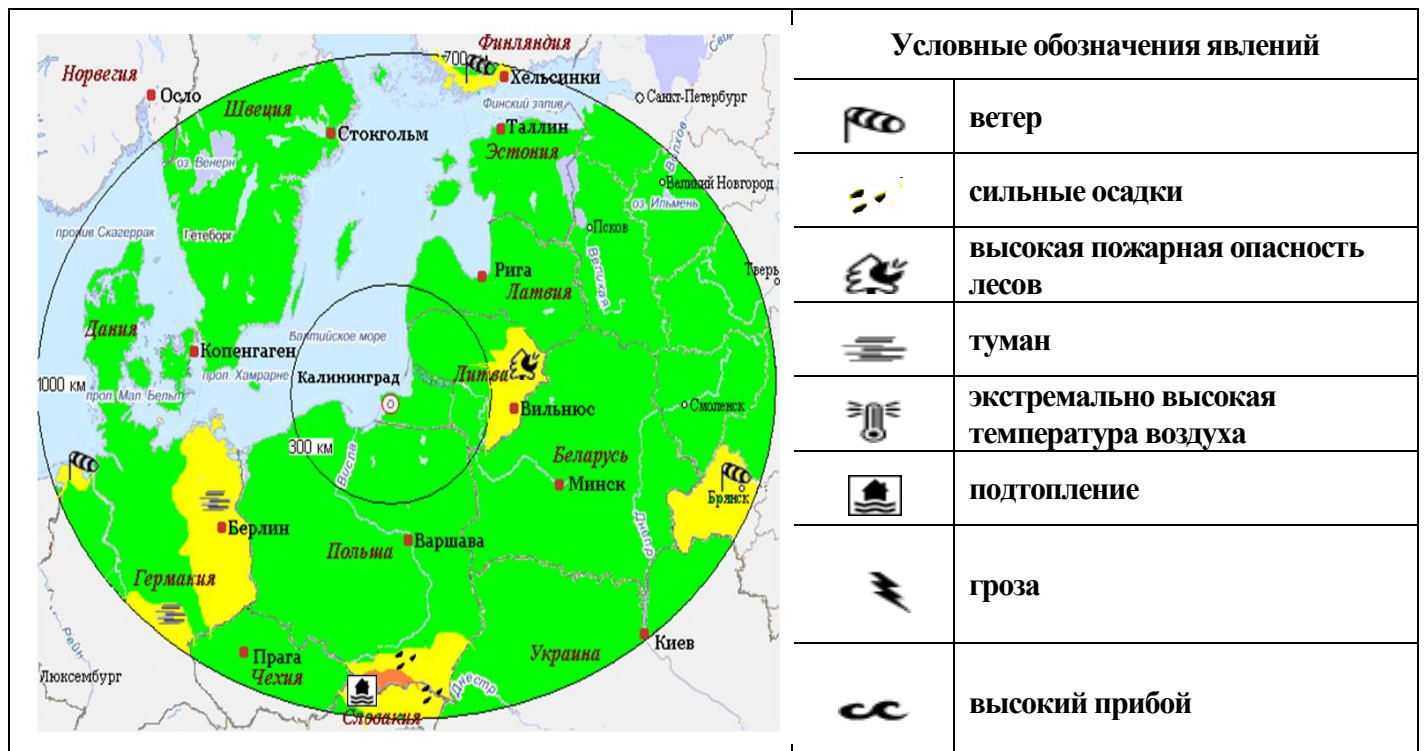 Финляндия
700
Хельсинки
Норвегия
Осло
Швеция
Финский залив
Санкт-Петербург
Стокгольм
Таллин
Эстония
Волхов
оз. Венерн
Великий Новгород
оз. Ильмень
пролив Скагеррак
Гетеборг
Псков
Великая
Рига
Латвия
Тверь
Дания
Балтийское море
Копенгаген
1000 км
прол. Мал. Бельт
прол. Хамрарне
Калининград
Литва
Вильнюс
Смоленск
300 км
Висла
Беларусь
Минск
Брянск
Берлин
Польша
Варшава
Днепр
Германия
Рейн
Прага
Чехия
Украина
Киев
Люксембург
Днестр
Словакия
Условные обозначения явлений
ветер
сильные осадки
высокая пожарная опасность
лесов
туман
экстремально высокая
температура воздуха
подтопление
гроза
высокий прибой